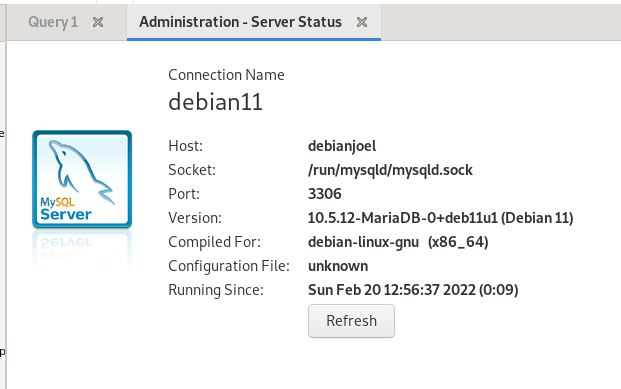 Query 1
Administration - Server Status
Connection Name
debian11
e
MySQL
Server
Host: debianjoel
Socket: /run/mysqld/mysqld.sock
Port: 3306
Version: 10.5.12-MariaDB-0+deb11u1 (Debian 11)
Compiled For: debian-linux-gnu (x86_64)
Configuration File: unknown
Running Since: Sun Feb 20 12:56:37 2022 (0:09)
Refresh
p